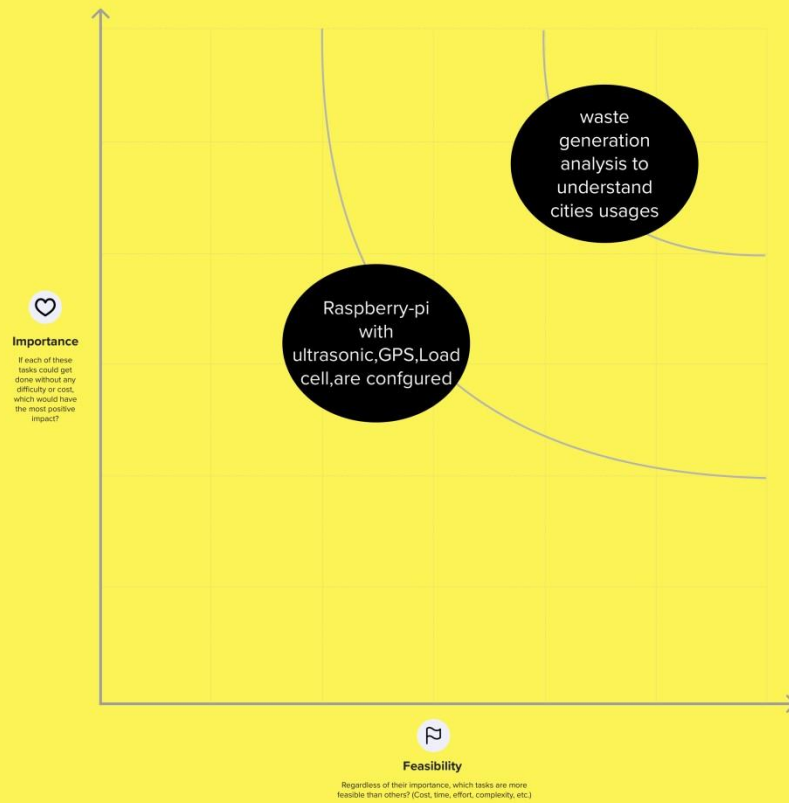 waste
generation
analysis to
understand
cities usages
Raspberry-pi
with
ultrasonic,GPS,Load
cell,are confgured
Importance
If each of these
tasks could get
done without any
difficulty or cost,
which would have
the most positive
impact?
Feasibility
Regardless of their importance, which tasks are more
feasible than others? (Cost, time, effort, complexity, etc.)